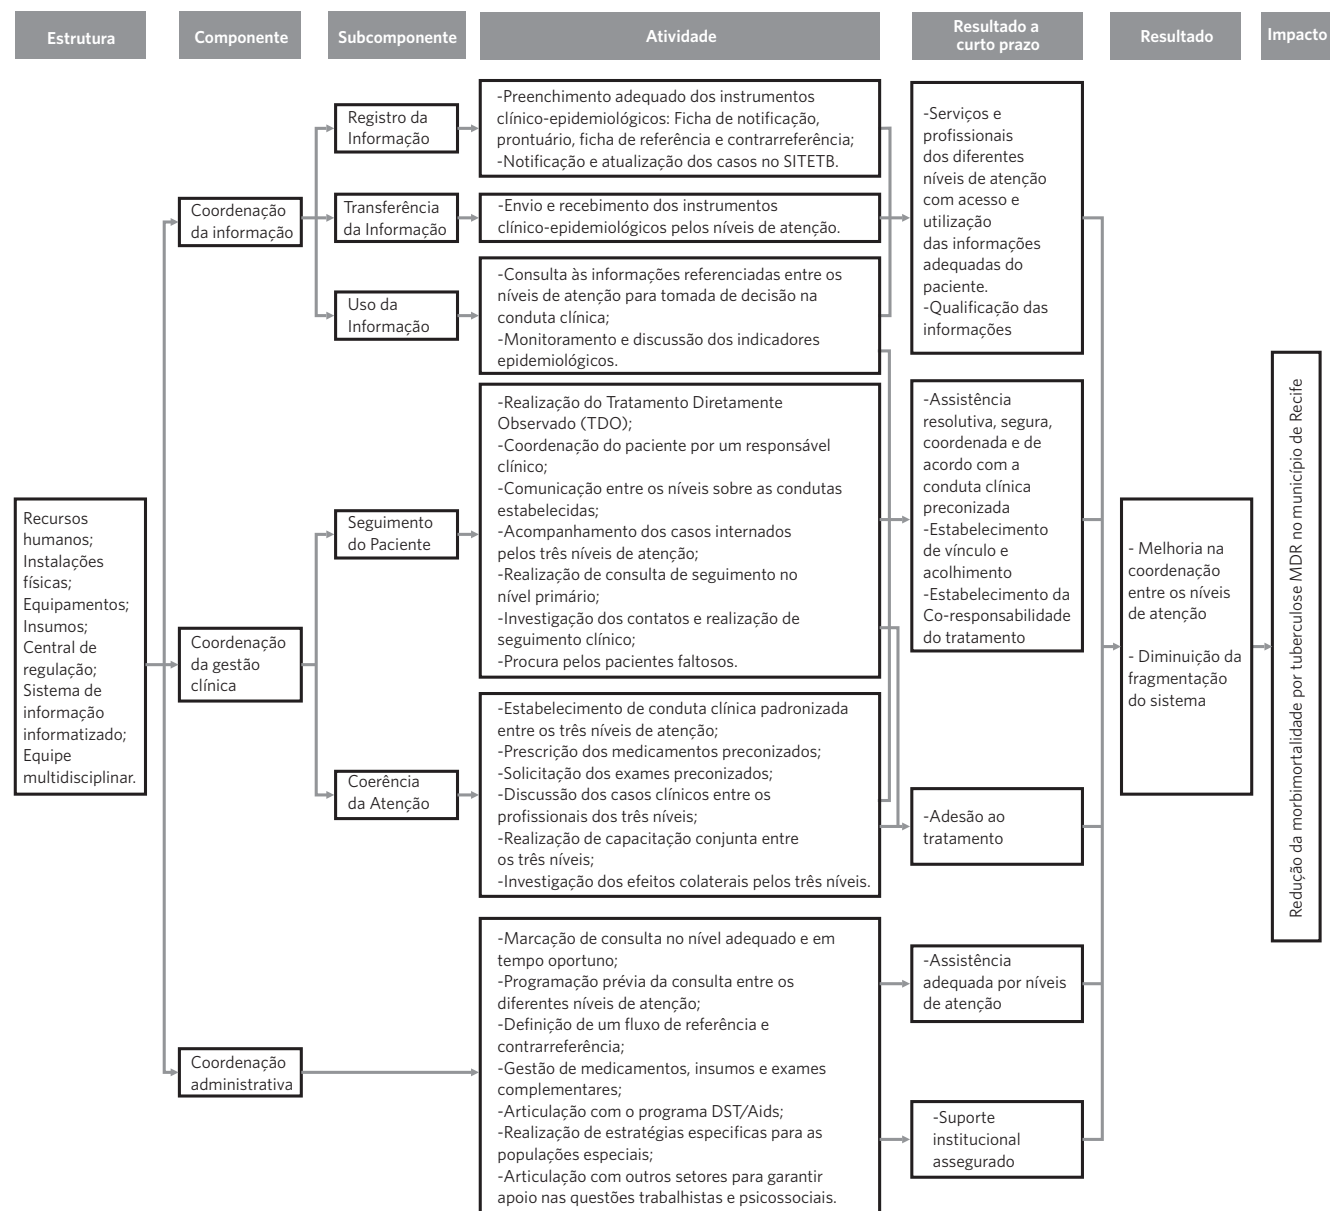 Estrutura
Componente
Subcomponente
Atividade
Resultado a
curto prazo
Resultado
Impacto
Recursos
humanos;
Instalações
físicas;
Equipamentos;
Insumos;
Central de
regulação;
Sistema de
informação
informatizado;
Equipe
multidisciplinar.
Coordenação
da informação
Registro da
Informação
-Preenchimento adequado dos instrumentos
clínico-epidemiológicos: Ficha de notificação,
prontuário, ficha de referência e contrarreferência;
-Notificação e atualização dos casos no SITETB.
Transferência
da Informação
-Envio e recebimento dos instrumentos
clínico-epidemiológicos pelos níveis de atenção.
Uso da
Informação
-Consulta às informações referenciadas entre os
níveis de atenção para tomada de decisão na
conduta clínica;
-Monitoramento e discussão dos indicadores
epidemiológicos.
-Serviços e
profissionais
dos diferentes
níveis de atenção
com acesso e
utilização
das informações
adequadas do
paciente.
-Qualificação das
informações
Coordenação
da gestão
clínica
Seguimento
do Paciente
-Realização do Tratamento Diretamente
Observado (TDO);
-Coordenação do paciente por um responsável
clínico;
-Comunicação entre os níveis sobre as condutas
estabelecidas;
-Acompanhamento dos casos internados
pelos três níveis de atenção;
-Realização de consulta de seguimento no
nível primário;
-Investigação dos contatos e realização de
seguimento clínico;
-Procura pelos pacientes faltosos.
-Assistência
resolutiva, segura,
coordenada e de
acordo com a
conduta clínica
preconizada
-Estabelecimento
de vínculo e
acolhimento
-Estabelecimento da
Co-responsabilidade
do tratamento
Coerência
da Atenção
-Estabelecimento de conduta clínica padronizada
entre os três níveis de atenção;
-Prescrição dos medicamentos preconizados;
-Solicitação dos exames preconizados;
-Discussão dos casos clínicos entre os
profissionais dos três níveis;
-Realização de capacitação conjunta entre
os três níveis;
-Investigação dos efeitos colaterais pelos três níveis.
-Adesão ao
tratamento
Coordenação
administrativa
-Marcação de consulta no nível adequado e em
tempo oportuno;
-Programação prévia da consulta entre os
diferentes níveis de atenção;
-Definição de um fluxo de referência e
contrarreferência;
-Gestão de medicamentos, insumos e exames
complementares;
-Articulação com o programa DST/Aids;
-Realização de estratégias especificas para as
populações especiais;
-Articulação com outros setores para garantir
apoio nas questões trabalhistas e psicossociais.
-Assistência
adequada por níveis
de atenção
-Suporte
institucional
assegurado
- Melhoria na
coordenação
entre os níveis
de atenção
- Diminuição da
fragmentação
do sistema
Redução da morbimortalidade por tuberculose MDR no município de Recife